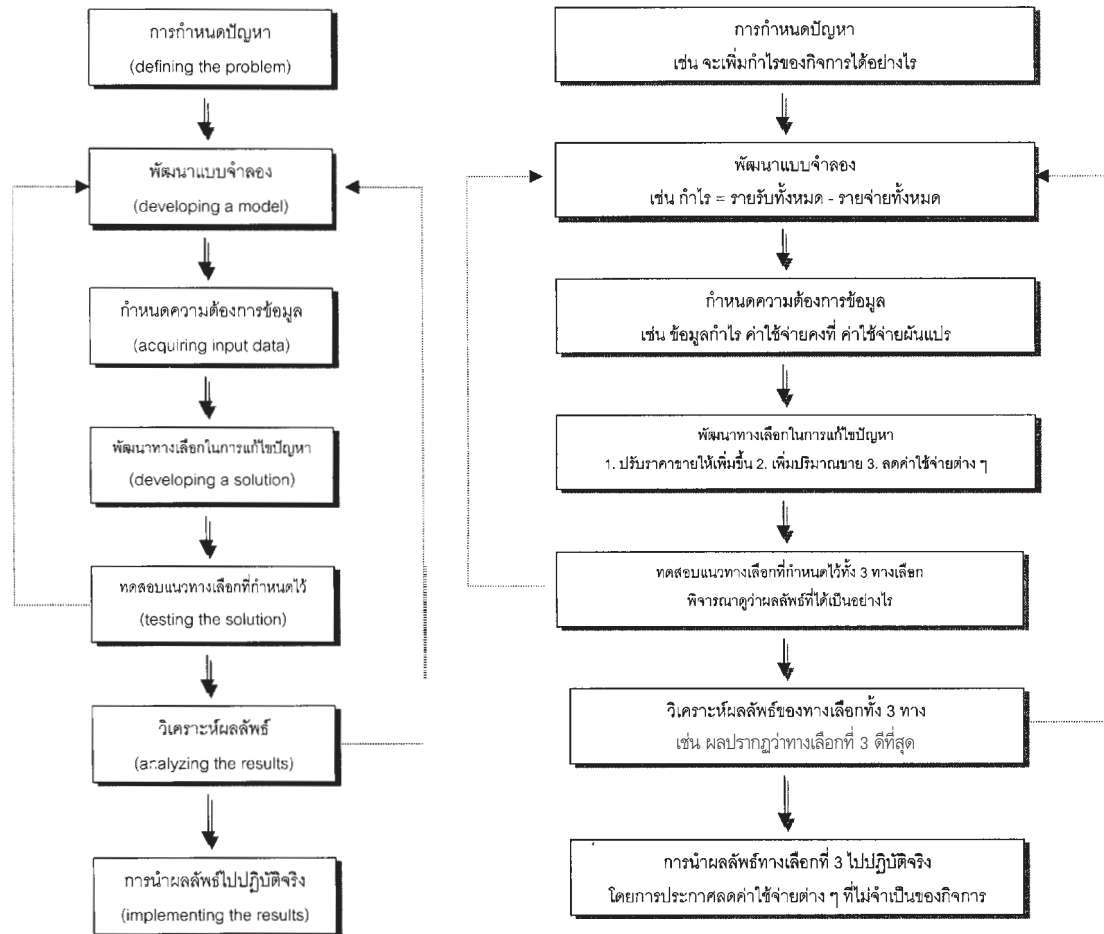 การกำหนดปัญหา
(defining the problem)
พัฒนาแบบจำลอง
(developing a model)
กำหนดความต้องการข้อมูล
(acquiring input data)
พัฒนาทางเลือกในการแก้ไขปัญหา
(developing a solution)
ทดสอบแนวทางเลือกที่กำหนดไว้
(testing the solution)
วิเคราะห์ผลลัพธ์
(analyzing the results)
การนำผลลัพธ์ไปปฏิบัติจริง
(implementing the results)
การกำหนดปัญหา
เช่น จะเพิ่มกำไรของกิจการได้อย่างไร
พัฒนาแบบจำลอง
เช่น กำไร = รายรับทั้งหมด - รายจ่ายทั้งหมด
กำหนดความต้องการข้อมูล
เช่น ข้อมูลกำไร ค่าใช้จ่ายคงที่ ค่าใช้จ่ายผันแปร
พัฒนาทางเลือกในการแก้ไขปัญหา
1. ปรับราคาขายให้เพิ่มขึ้น 2. เพิ่มปริมาณขาย 3. ลดค่าใช้จ่ายต่าง ๆ
ทดสอบแนวทางเลือกที่กำหนดไว้ทั้ง 3 ทางเลือก
พิจารณาดูว่าผลลัพธ์ที่ได้เป็นอย่างไร
วิเคราะห์ผลลัพธ์ของทางเลือกทั้ง 3 ทาง
เช่น ผลปรากฏว่าทางเลือกที่ 3 ดีที่สุด
การนำผลลัพธ์ทางเลือกที่ 3 ไปปฏิบัติจริง
โดยการประกาศลดค่าใช้จ่ายต่าง ๆ ที่ไม่จำเป็นของกิจการ